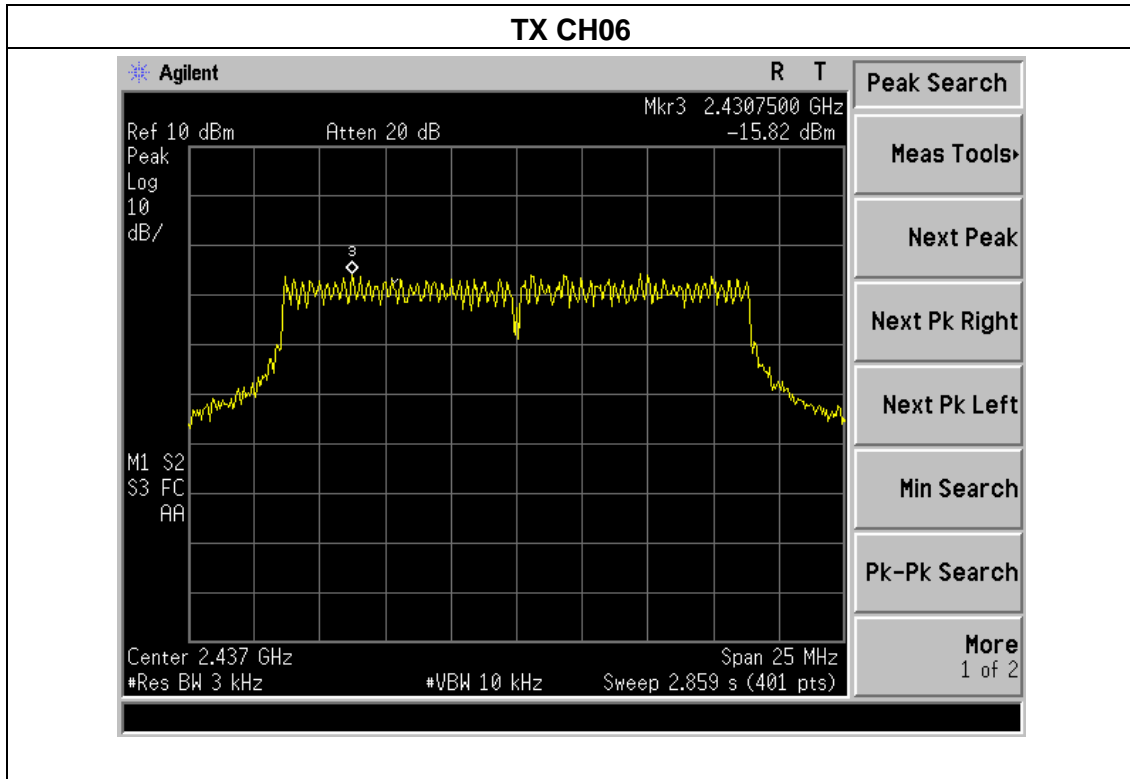 TX CH06
Agilent R T
Mkr3 2.4307500 GHz
Ref 10 dBm Atten 20 dB -15.82 dBm
Peak
Log
10
dB/
3
M1 S2
S3 FC
AA
Center 2.437 GHz Span 25 MHz
#Res BW 3 kHz #VBW 10 kHz Sweep 2.859 s (401 pts)
Peak Search
Meas Tools
Next Peak
Next Pk Right
Next Pk Left
Min Search
Pk-Pk Search
More
1 of 2